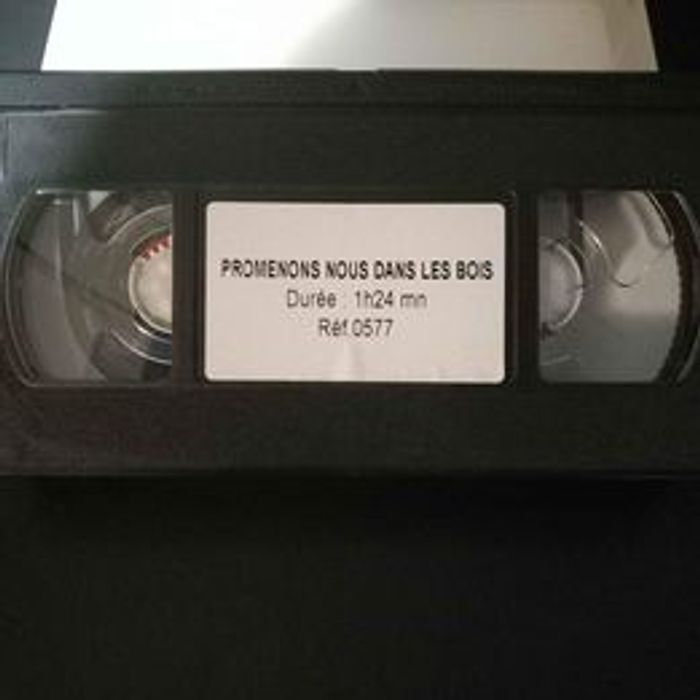 PROMENONS NOUS DANS LES BOIS
Durée : 1h24 mn
Réf.0577